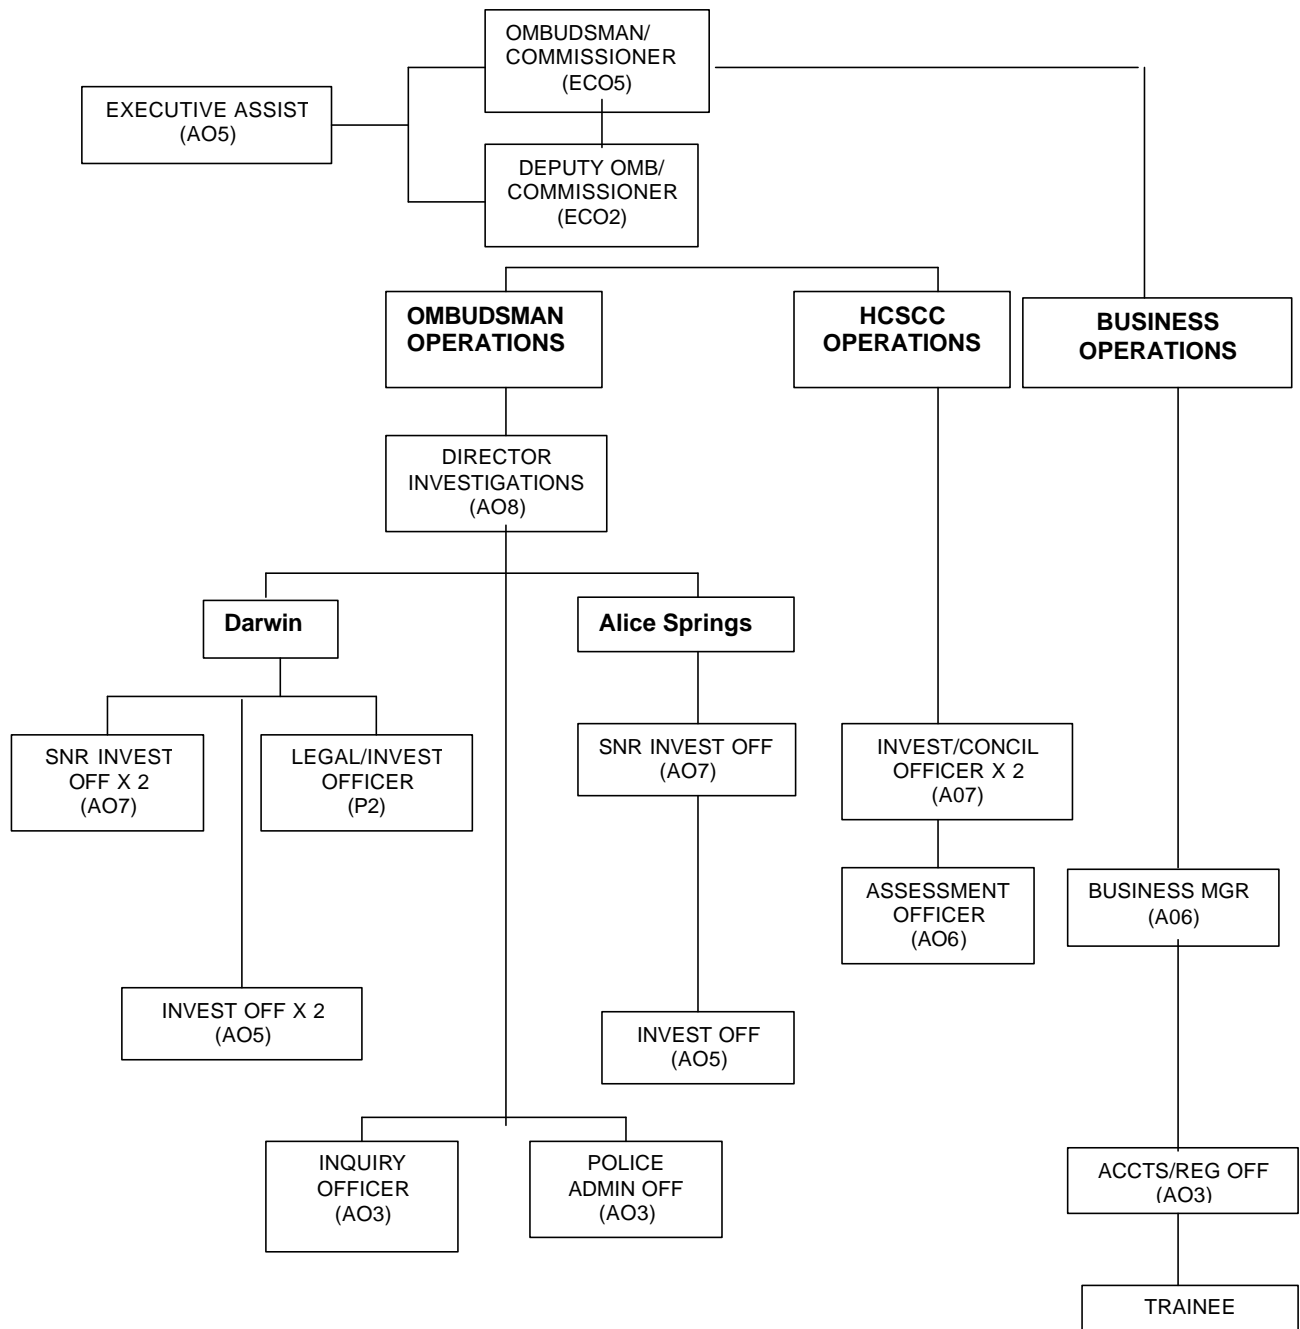 OMBUDSMAN/
COMMISSIONER
(ECO5)
EXECUTIVE ASSIST
(AO5)
DEPUTY OMB/
COMMISSIONER
(ECO2)
OMBUDSMAN
OPERATIONS
HCSCC
OPERATIONS
BUSINESS
OPERATIONS
DIRECTOR
INVESTIGATIONS
(AO8)
Darwin
Alice Springs
SNR INVEST
OFF X 2
(AO7)
LEGAL/INVEST
OFFICER
(P2)
SNR INVEST OFF
(AO7)
INVEST/CONCIL
OFFICER X 2
(A07)
ASSESSMENT
OFFICER
(AO6)
BUSINESS MGR
(A06)
INVEST OFF X 2
(AO5)
INVEST OFF
(AO5)
INQUIRY
OFFICER
(AO3)
POLICE
ADMIN OFF
(AO3)
ACCTS/REG OFF
(AO3)
TRAINEE